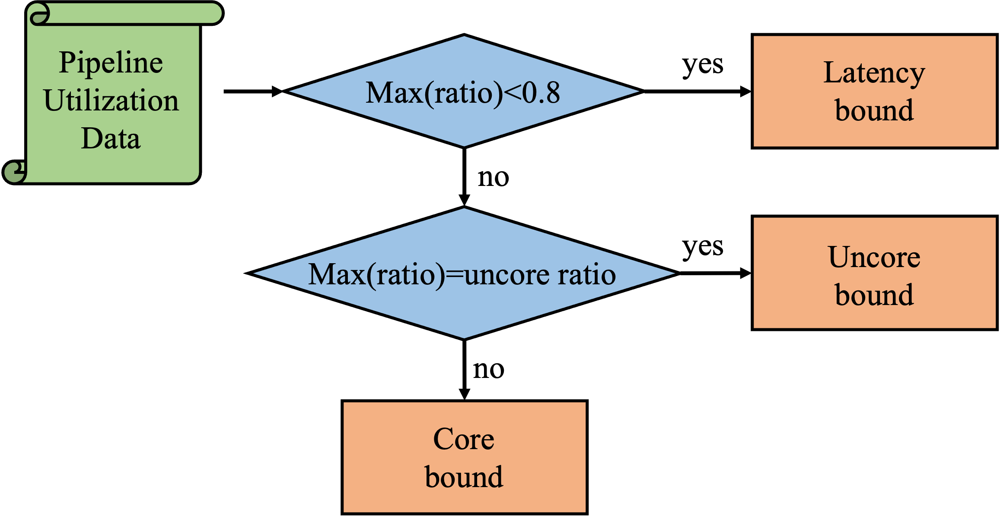 Pipeline
Utilization
Data
Max(ratio)<0.8
yes
Latency
bound
no
Max(ratio)=uncore ratio
yes
Uncore
bound
no
Core
bound